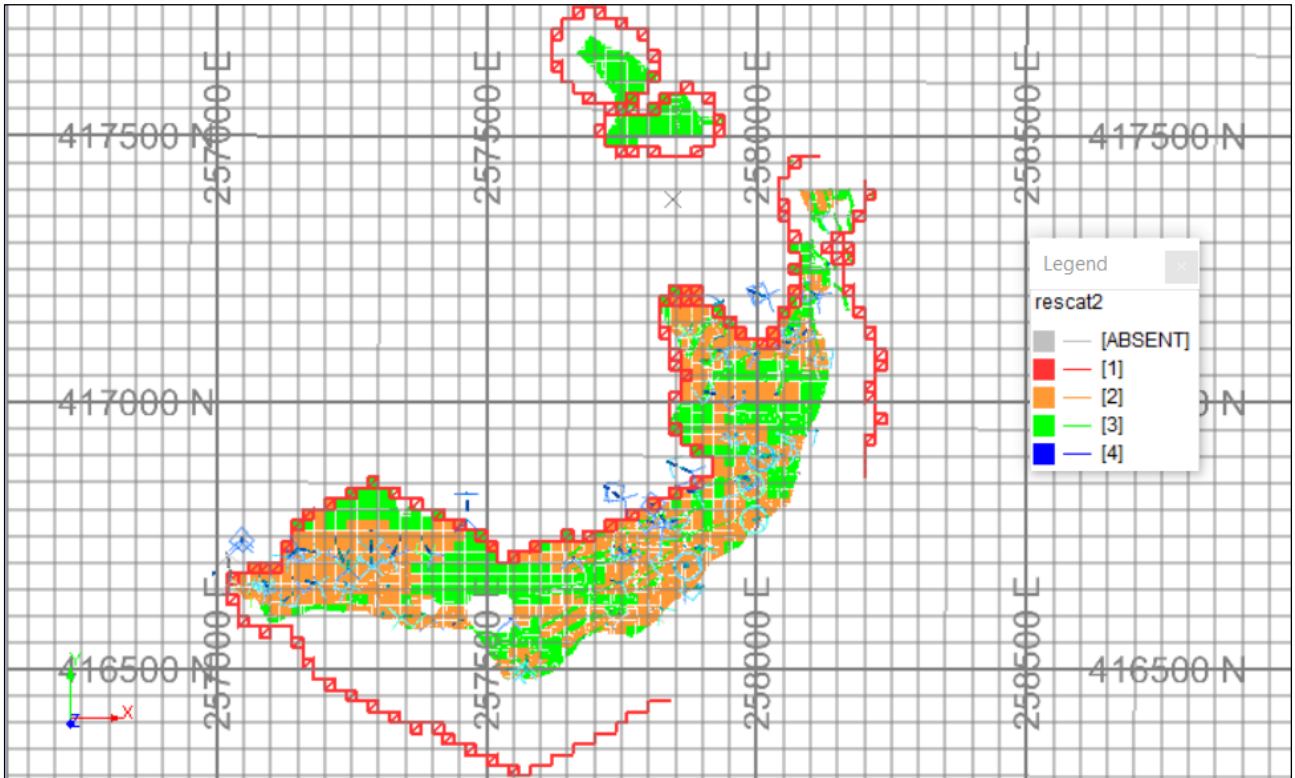 257000 E
257500 E
258000 E
258500 E
417500 N
417500 N
Legend
rescat2
[ABSENT]
[1]
[2]
[3]
[4]
417000 N
0 N
416500 N
416500 N
257000 E
257500 E
258000 E
258500 E
Y
Z
X